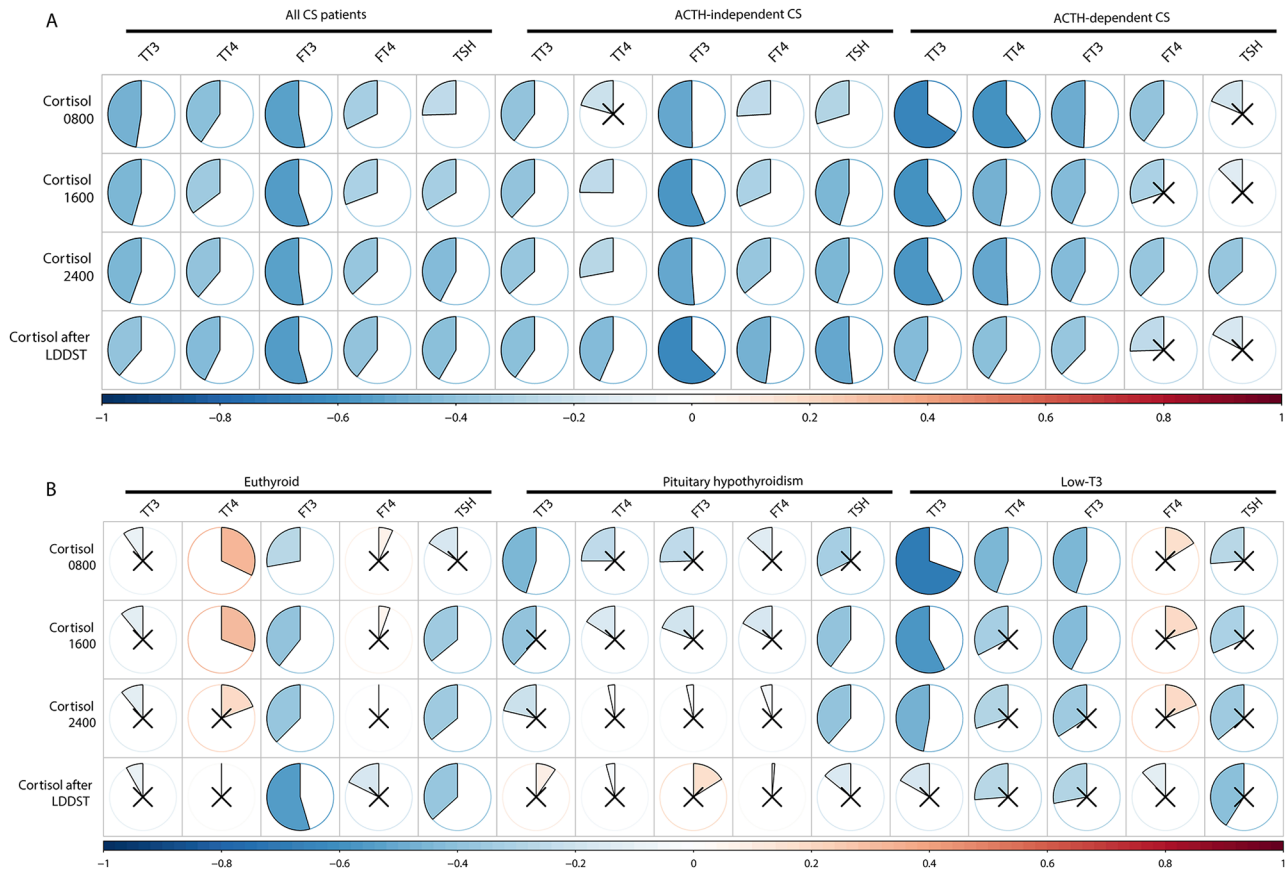 A
All CS patients
ACTH-independent CS
ACTH-dependent CS
TT3 TT4 FT3 FT4 TSH TT3 TT4 FT3 FT4 TSH TT3 TT4 FT3 FT4 TSH
Cortisol
0800
Cortisol
1600
Cortisol
2400
Cortisol after
LDDST
−1 −0.8 −0.6 −0.4 −0.2 0 0.2 0.4 0.6 0.8 1
B
Euthyroid
Pituitary hypothyroidism
Low-T3
TT3 TT4 FT3 FT4 TSH TT3 TT4 FT3 FT4 TSH TT3 TT4 FT3 FT4 TSH
Cortisol
0800
Cortisol
1600
Cortisol
2400
Cortisol after
LDDST
−1 −0.8 −0.6 −0.4 −0.2 0 0.2 0.4 0.6 0.8 1